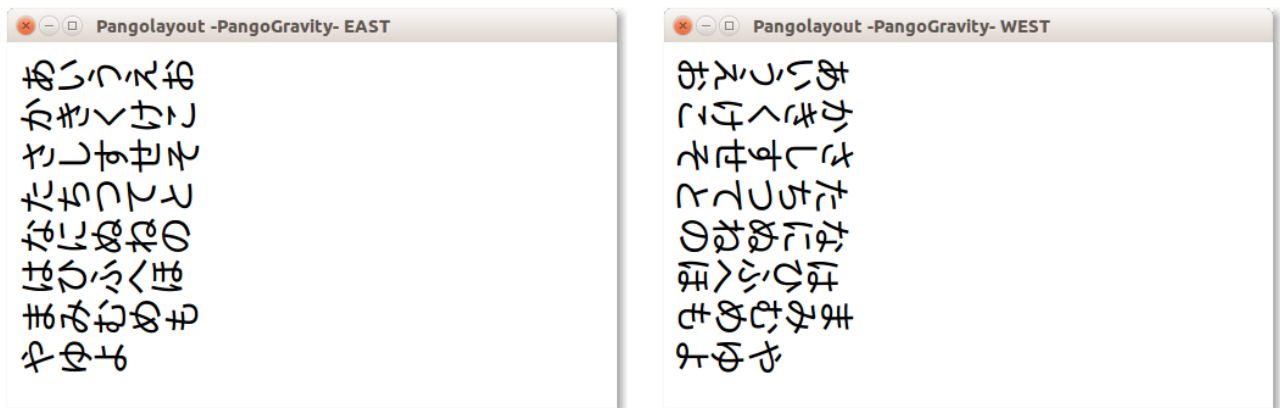 Pangolayout -PangoGravity- EAST
あいうえお
かきくけこ
さしすせそ
たちつてと
なにぬねの
はひふへほ
まみむめも
やゆよ
Pangolayout -PangoGravity- WEST
あいうえお
かきくけこ
さしすせそ
たちつてと
なにぬねの
はひふへほ
まみむめも
やゆよ